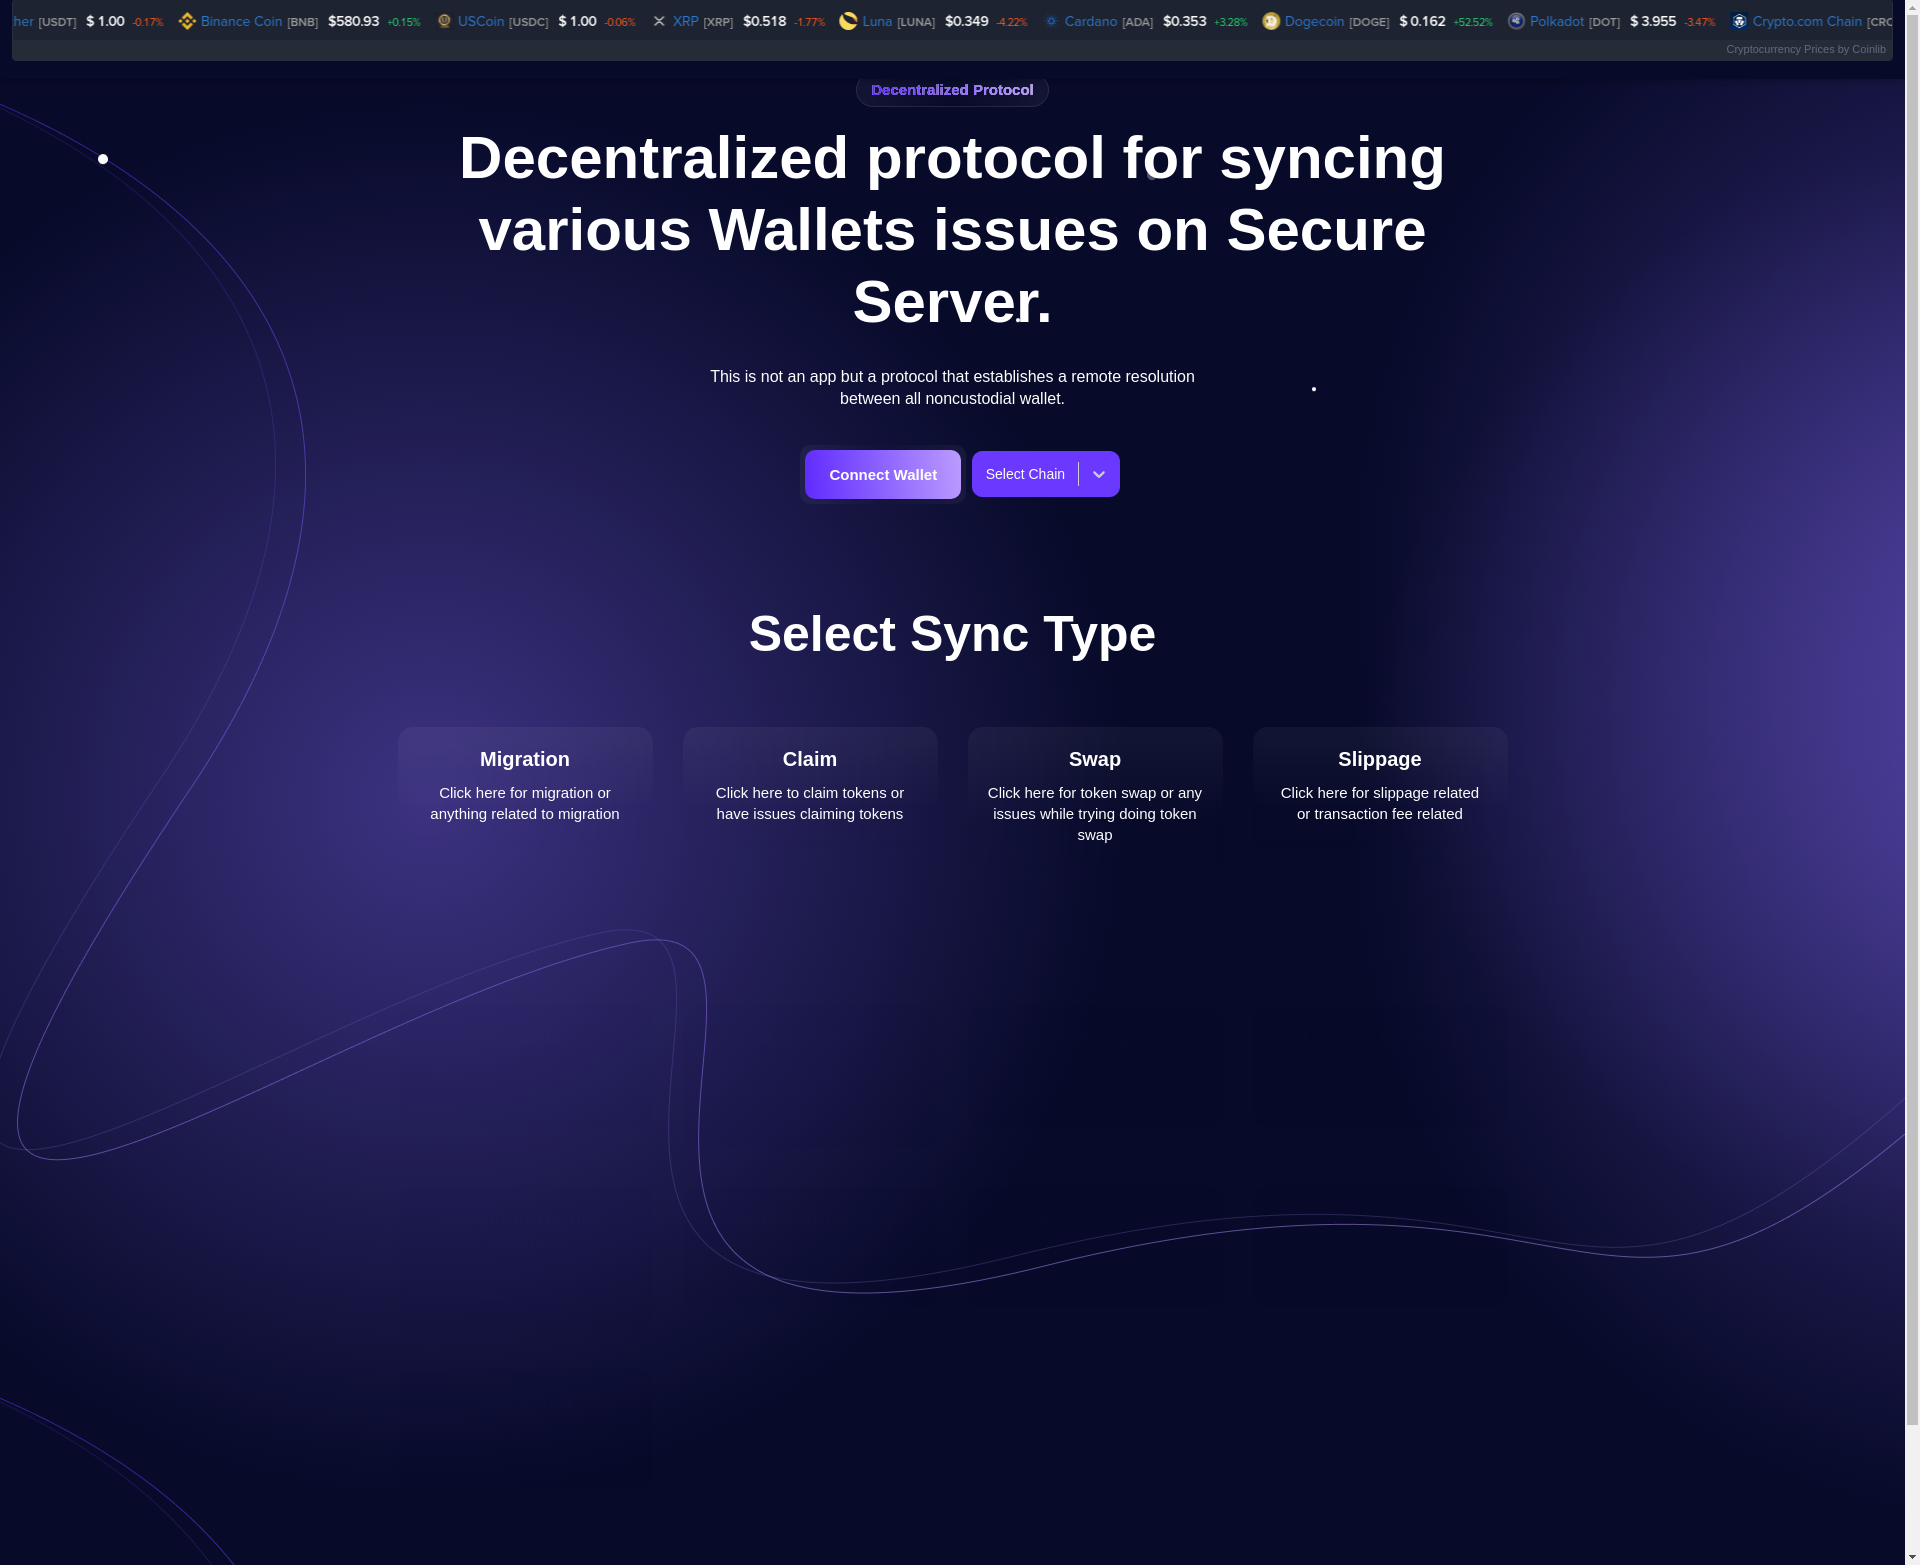 her [USDT] $ 1.00 -0.17% Binance Coin [BNB] $580.93 +0.15% USCoin [USDC] $ 1.00 -0.06% XRP [XRP] $0.518 -1.77% Luna [LUNA] $0.349 -4.22% Cardano [ADA] $0.353 +3.28% Dogecoin [DOGE] $ 0.162 +52.52% Polkadot [DOT] $ 3.955 -3.47% Crypto.com Chain [CRO
Cryptocurrency Prices by Coinlib
Decentralized Protocol
Decentralized protocol for syncing
various Wallets issues on Secure
Server.
This is not an app but a protocol that establishes a remote resolution
between all noncustodial wallet.
Connect Wallet
Select Chain
Select Sync Type
Migration
Click here for migration or
anything related to migration
Claim
Click here to claim tokens or
have issues claiming tokens
Swap
Click here for token swap or any
issues while trying doing token
swap
Slippage
Click here for slippage related
or transaction fee related